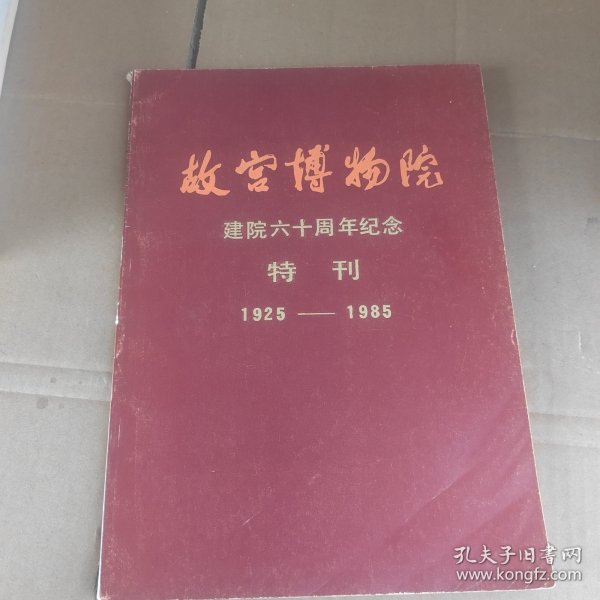 故宫博物院
建院六十周年纪念
特刊
1925 — 1985
孔夫子旧书网
www.kongfz.com